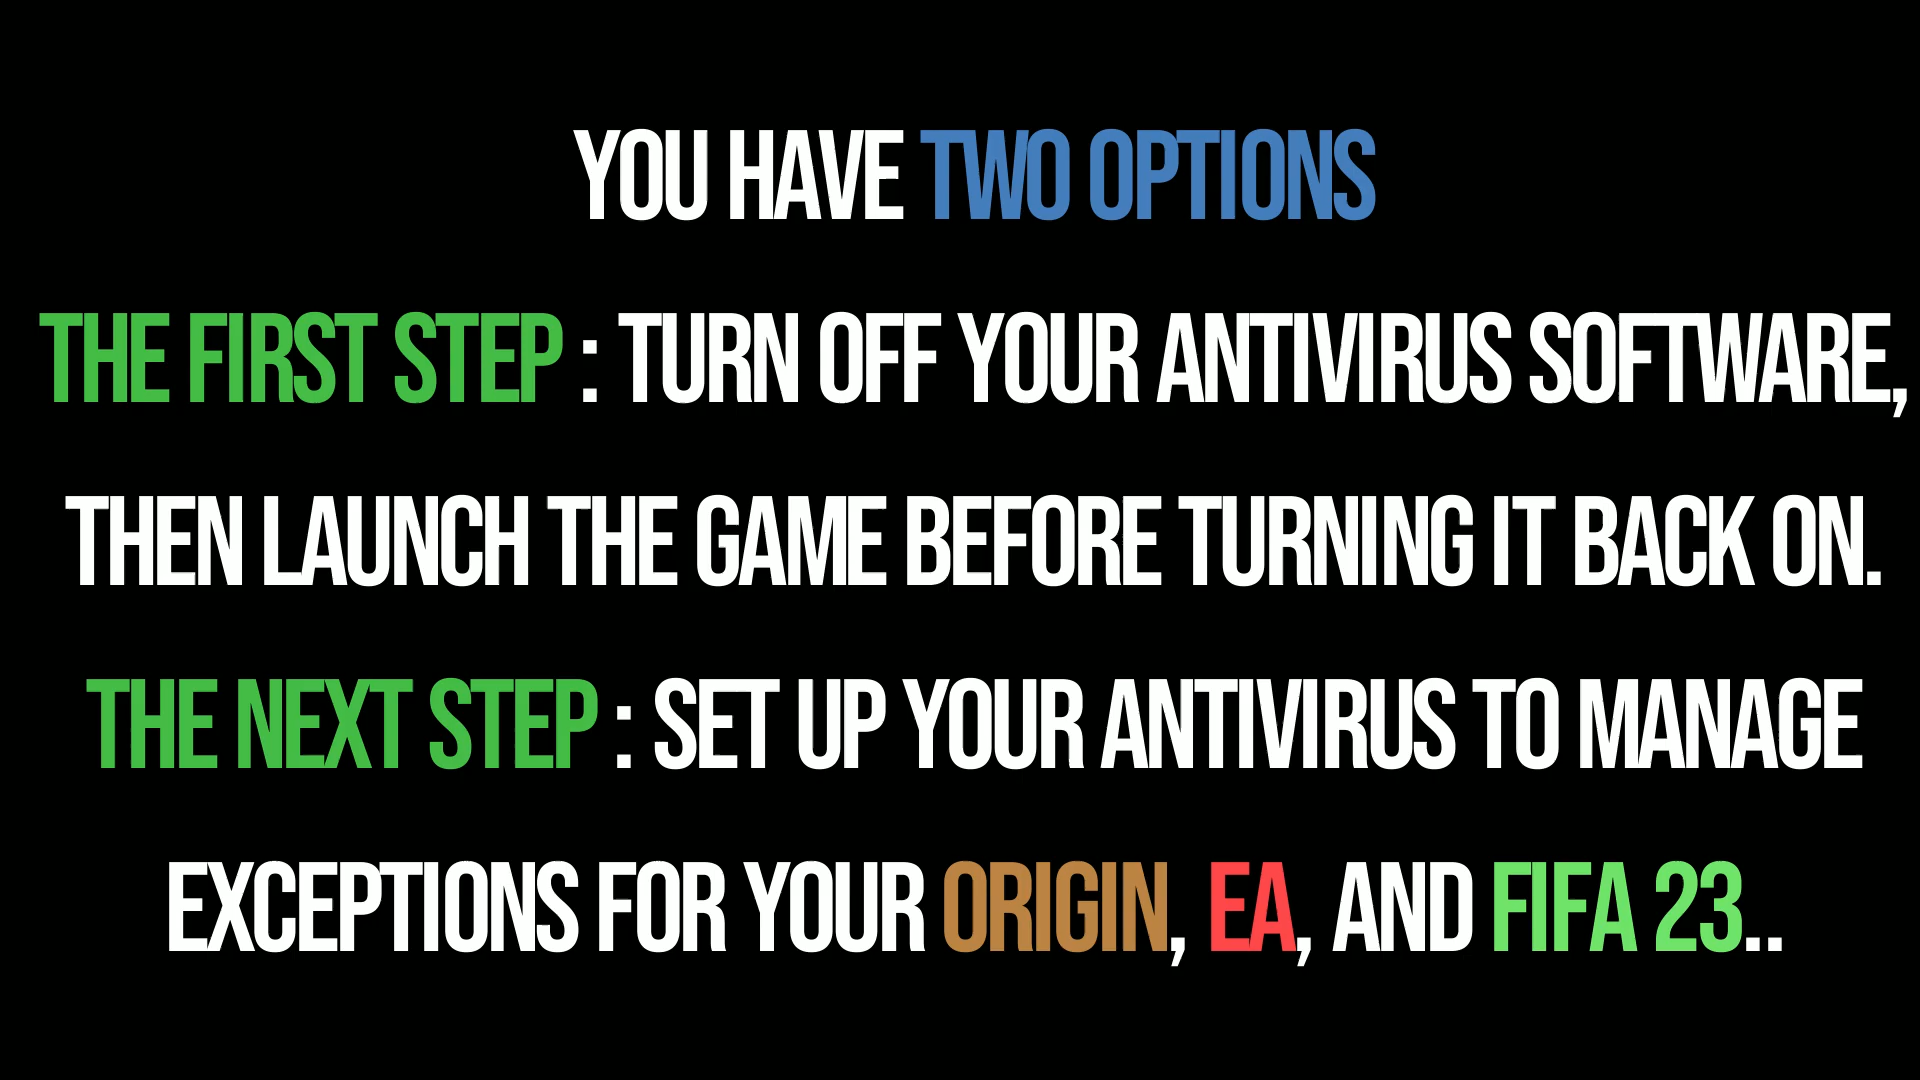 YOU HAVE TWO OPTIONS
THE FIRST STEP : TURN OFF YOUR ANTIVIRUS SOFTWARE,
THEN LAUNCH THE GAME BEFORE TURNING IT BACK ON.
THE NEXT STEP : SET UP YOUR ANTIVIRUS TO MANAGE
EXCEPTIONS FOR YOUR ORIGIN, EA, AND FIFA 23..